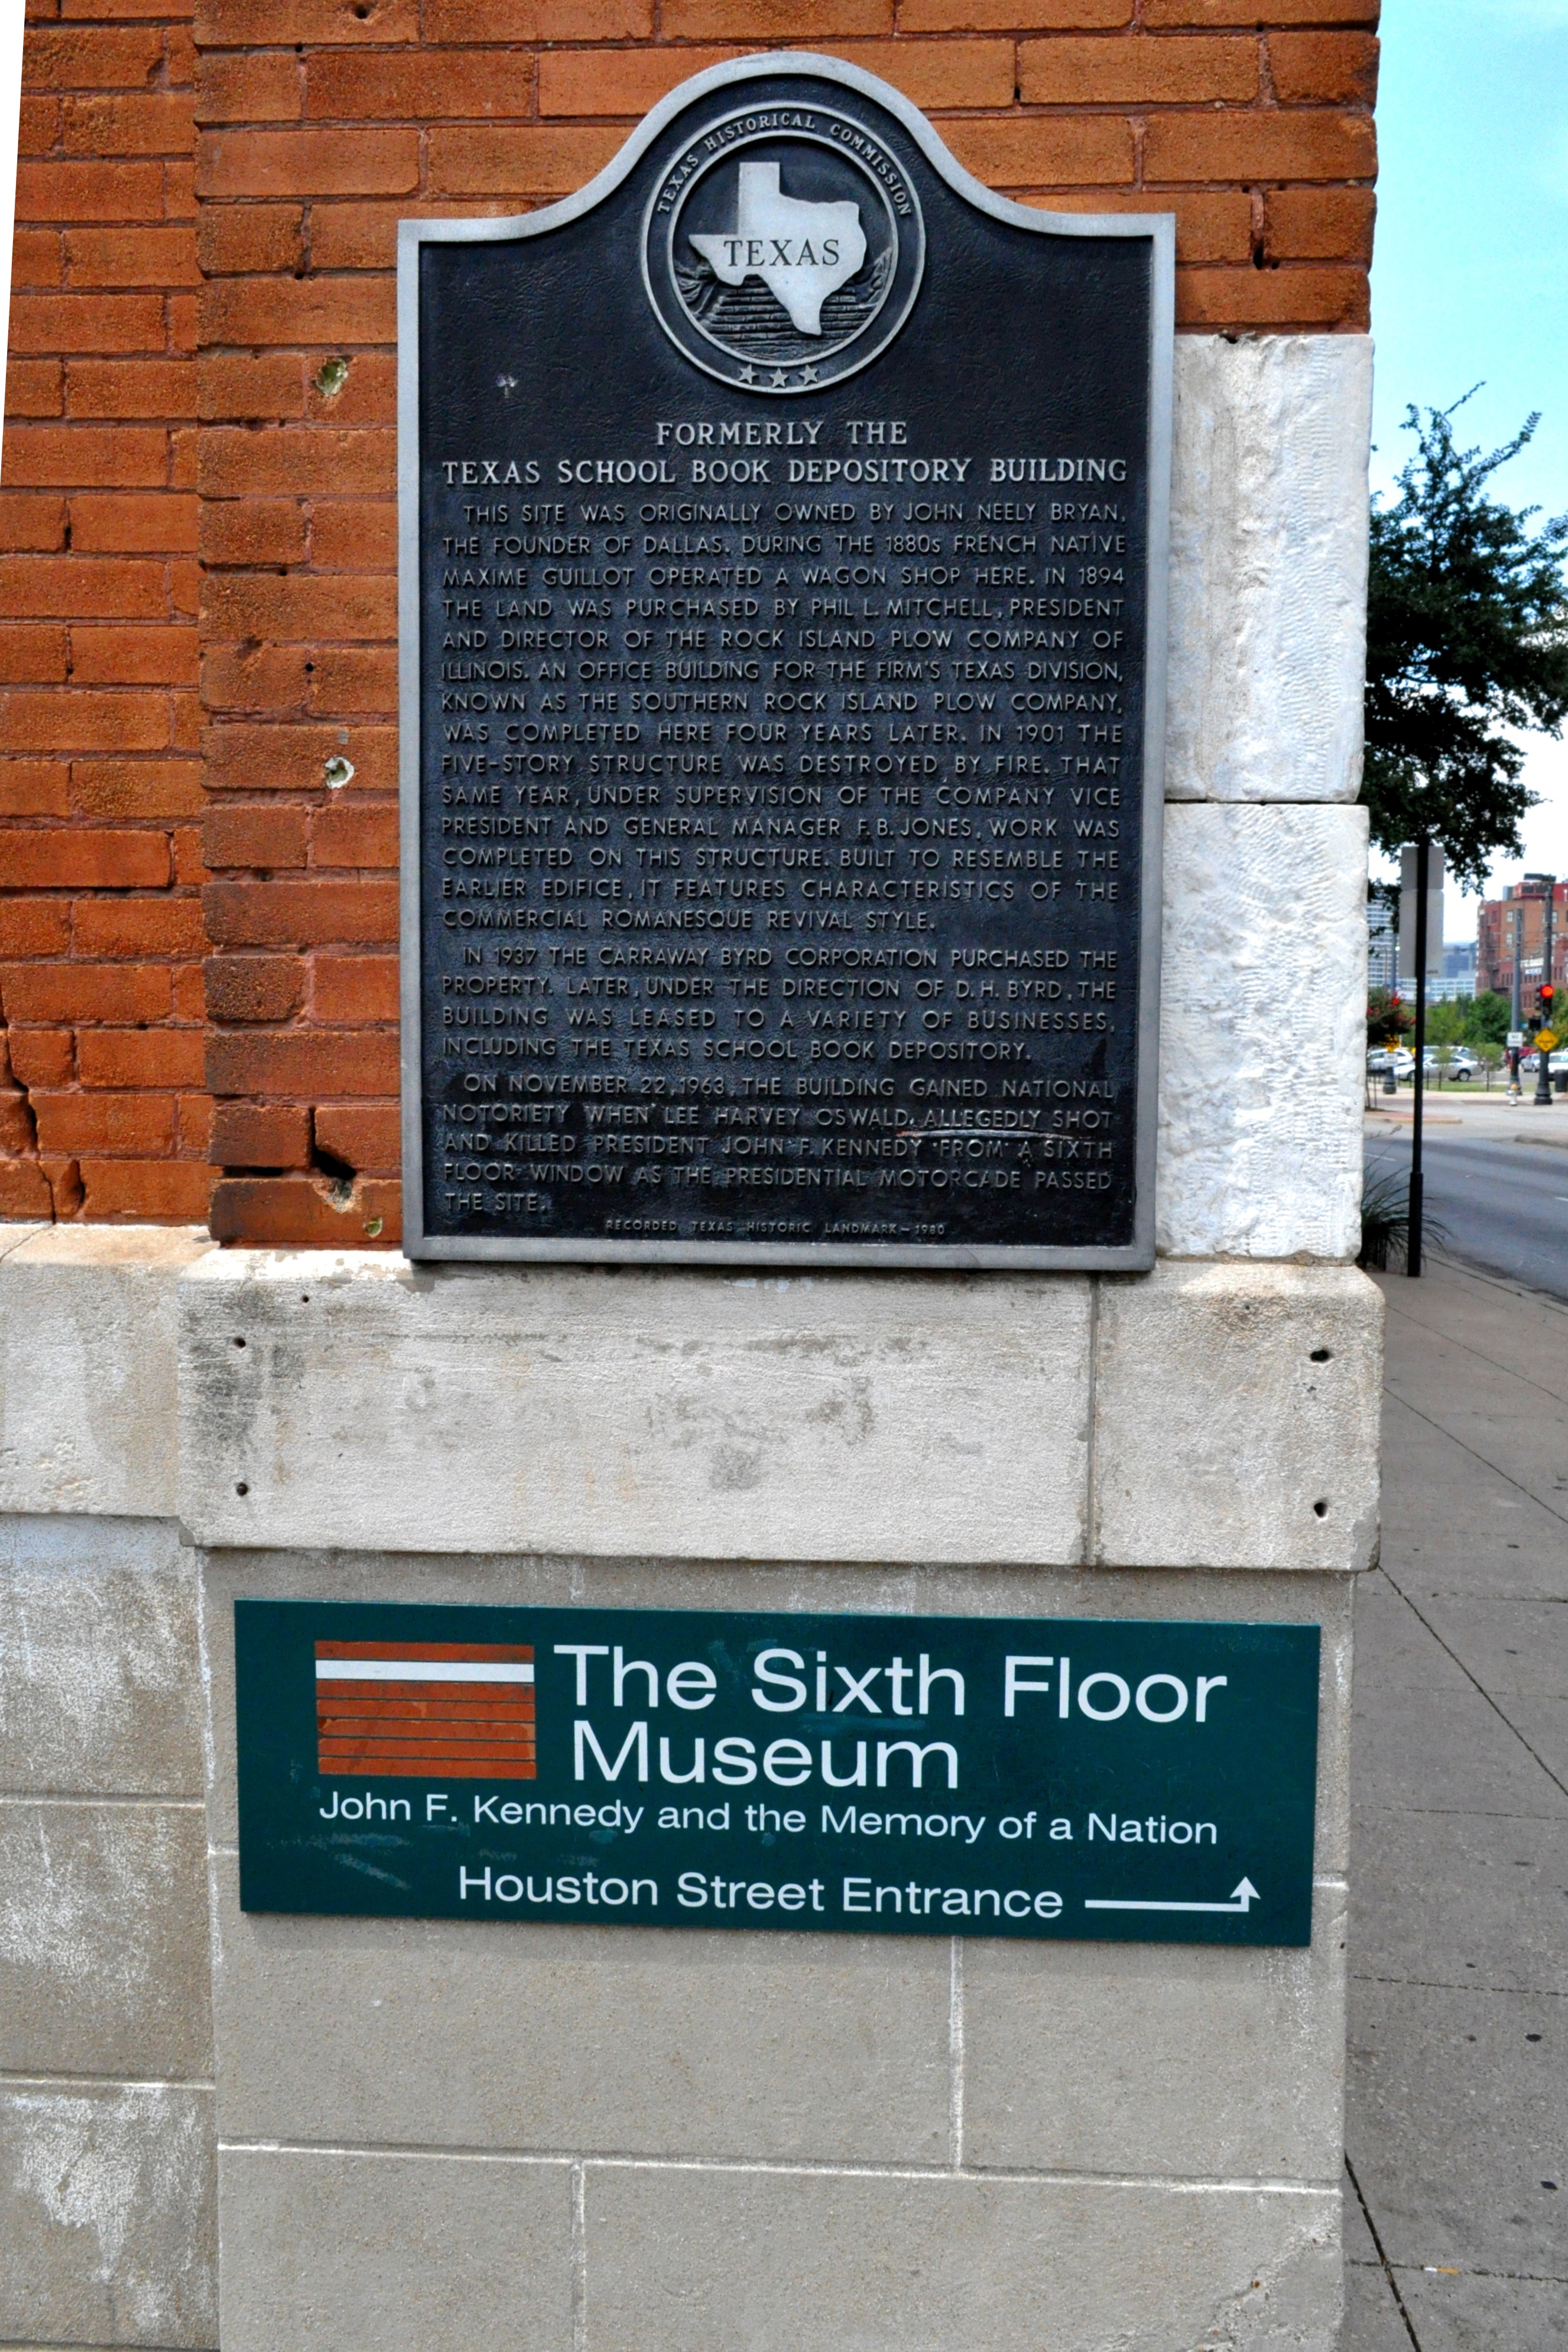 TEXAS HISTORICAL COMMISSION
TEXAS
FORMERLY THE
TEXAS SCHOOL BOOK DEPOSITORY BUILDING
THIS SITE WAS ORIGINALLY OWNED BY JOHN NEELY BRYAN,
THE FOUNDER OF DALLAS. DURING THE 1880s FRENCH NATIVE
MAXIME GUILLOT OPERATED A WAGON SHOP HERE. IN 1894
THE LAND WAS PURCHASED BY PHIL L. MITCHELL, PRESIDENT
AND DIRECTOR OF THE ROCK ISLAND PLOW COMPANY OF
ILLINOIS. AN OFFICE BUILDING FOR THE FIRM'S TEXAS DIVISION,
KNOWN AS THE SOUTHERN ROCK ISLAND PLOW COMPANY,
WAS COMPLETED HERE FOUR YEARS LATER. IN 1901 THE
FIVE-STORY STRUCTURE WAS DESTROYED BY FIRE. THAT
SAME YEAR, UNDER SUPERVISION OF THE COMPANY VICE
PRESIDENT AND GENERAL MANAGER F. B. JONES, WORK WAS
COMPLETED ON THIS STRUCTURE. BUILT TO RESEMBLE THE
EARLIER EDIFICE, IT FEATURES CHARACTERISTICS OF THE
COMMERCIAL ROMANESQUE REVIVAL STYLE.
IN 1937 THE CARRAWAY BYRD CORPORATION PURCHASED THE
PROPERTY. LATER, UNDER THE DIRECTION OF D. H. BYRD, THE
BUILDING WAS LEASED TO A VARIETY OF BUSINESSES,
INCLUDING THE TEXAS SCHOOL BOOK DEPOSITORY.
ON NOVEMBER 22, 1963, THE BUILDING GAINED NATIONAL
NOTORIETY WHEN LEE HARVEY OSWALD ALLEGEDLY SHOT
AND KILLED PRESIDENT JOHN F. KENNEDY FROM A SIXTH
FLOOR WINDOW AS THE PRESIDENTIAL MOTORCADE PASSED
THE SITE.
RECORDED TEXAS HISTORIC LANDMARK – 1980
The Sixth Floor
Museum
John F. Kennedy and the Memory of a Nation
Houston Street Entrance